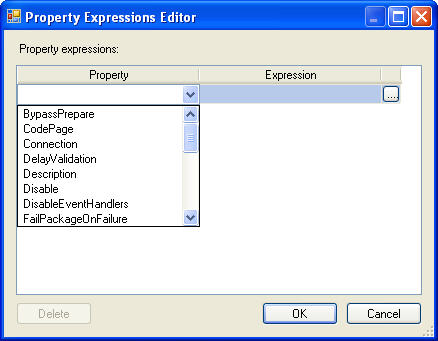 Property Expressions Editor
Property expressions:
Property Expression
...
BypassPrepare
CodePage
Connection
DelayValidation
Description
Disable
DisableEventHandlers
FailPackageOnFailure
Delete OK Cancel